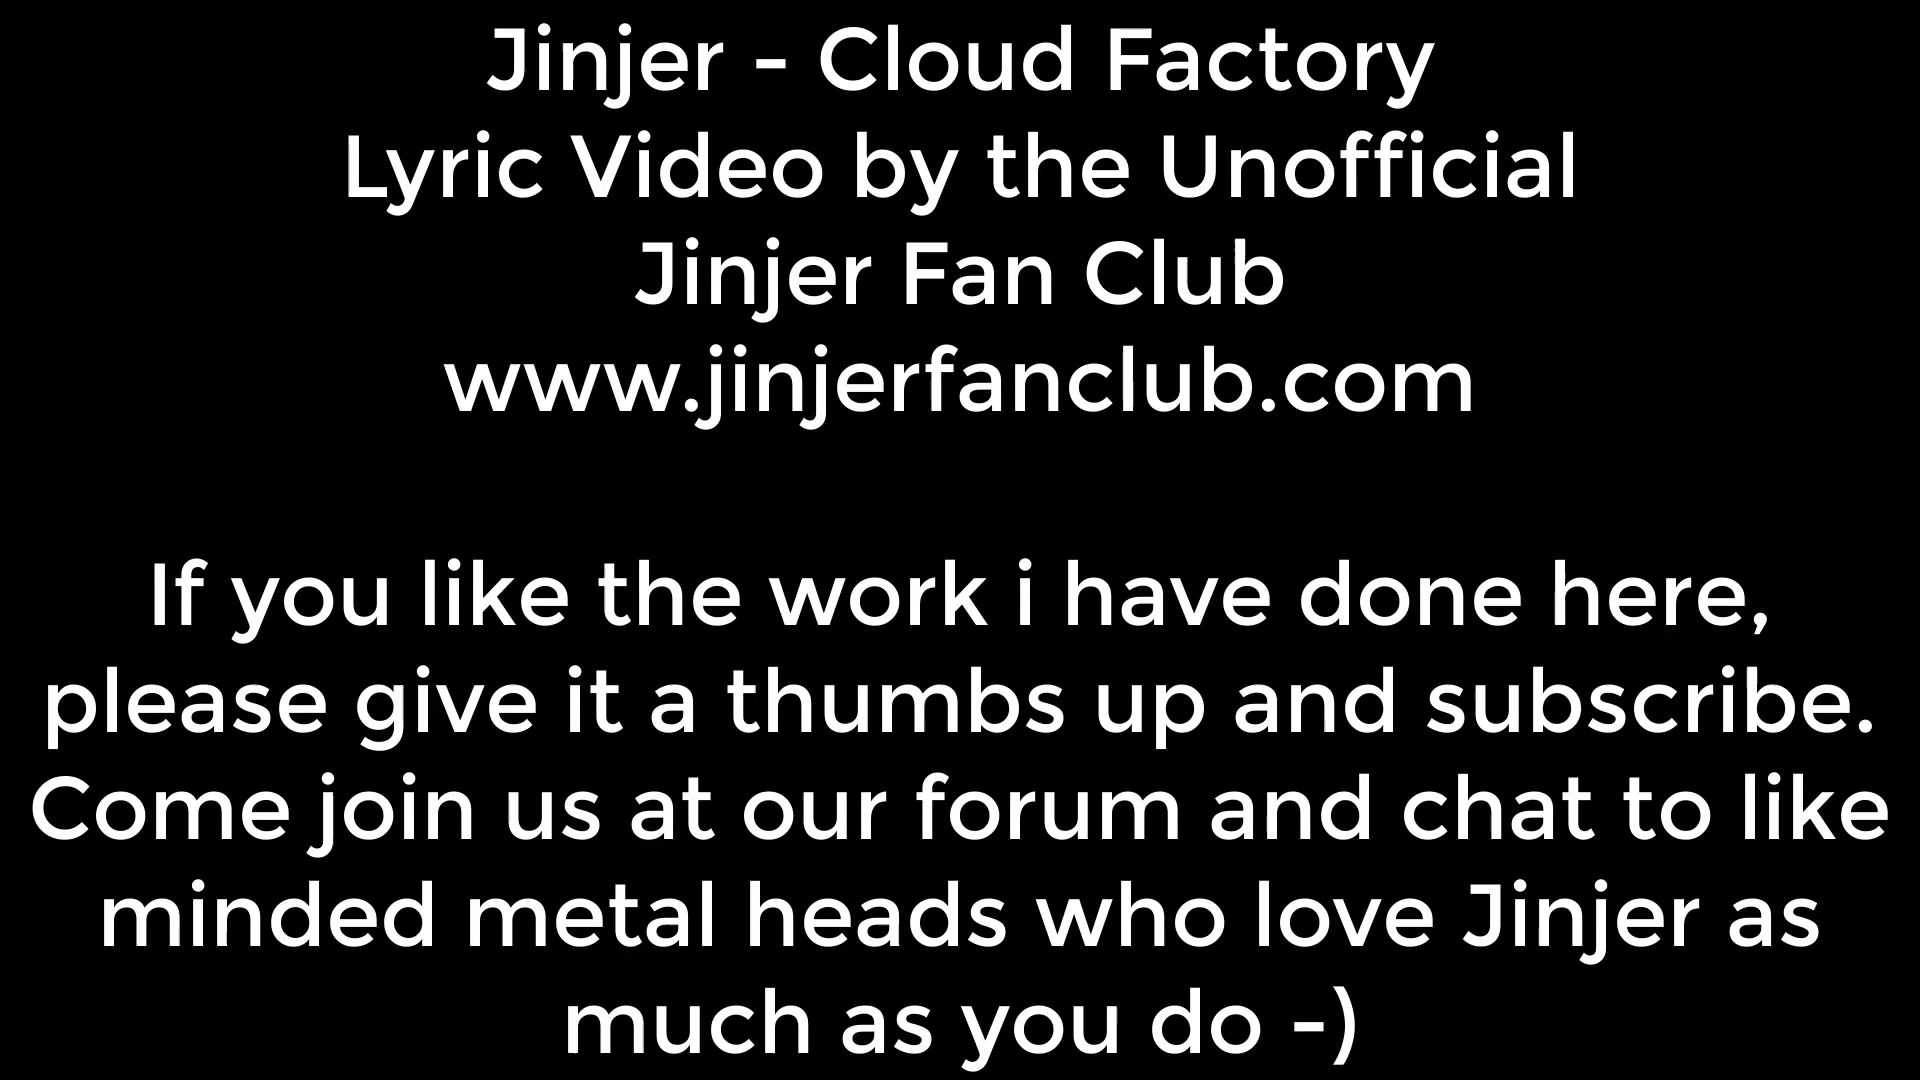 Jinjer - Cloud Factory
Lyric Video by the Unofficial
Jinjer Fan Club
www.jinjerfanclub.com
If you like the work i have done here,
please give it a thumbs up and subscribe.
Come join us at our forum and chat to like
minded metal heads who love Jinjer as
much as you do -)